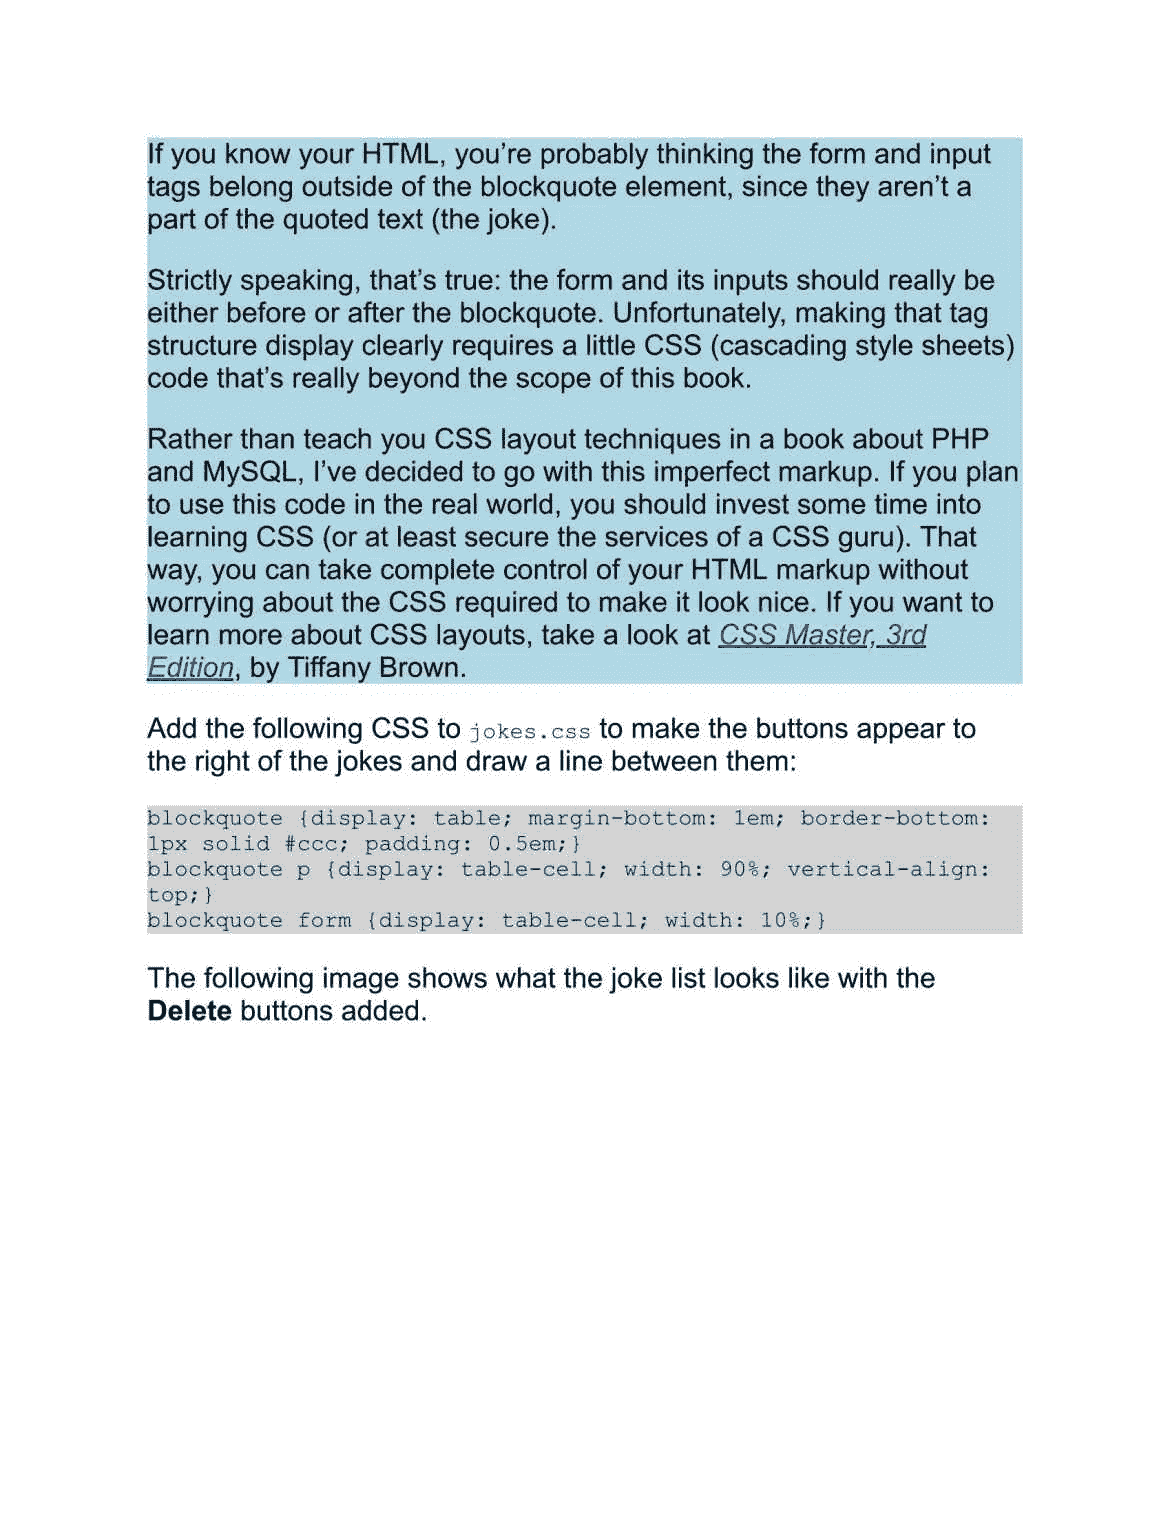 If you know your HTML, you’re probably thinking the form and input
tags belong outside of the blockquote element, since they aren’t a
part of the quoted text (the joke).
Strictly speaking, that’s true: the form and its inputs should really be
either before or after the blockquote. Unfortunately, making that tag
structure display clearly requires a little CSS (cascading style sheets)
code that’s really beyond the scope of this book.
Rather than teach you CSS layout techniques in a book about PHP
and MySQL, I’ve decided to go with this imperfect markup. If you plan
to use this code in the real world, you should invest some time into
learning CSS (or at least secure the services of a CSS guru). That
way, you can take complete control of your HTML markup without
worrying about the CSS required to make it look nice. If you want to
learn more about CSS layouts, take a look at CSS Master, 3rd
Edition, by Tiffany Brown.
Add the following CSS to jokes.css to make the buttons appear to
the right of the jokes and draw a line between them:
blockquote {display: table; margin-bottom: 1em; border-bottom:
1px solid #ccc; padding: 0.5em;}
blockquote p {display: table-cell; width: 90%; vertical-align:
top;}
blockquote form {display: table-cell; width: 10%;}
The following image shows what the joke list looks like with the
Delete buttons added.